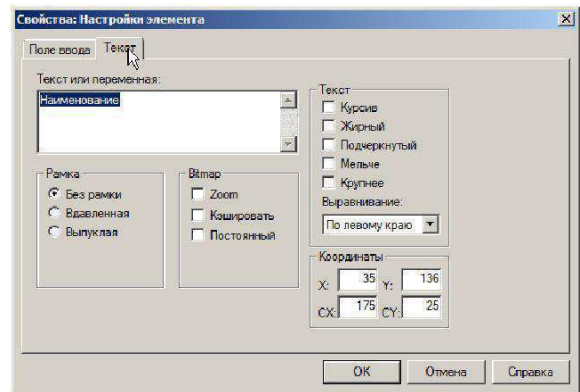 Свойства: Настройки элемента
Поле ввода
Текст
Текст или переменная:
Наименование
Рамка
Без рамки
Вдавленная
Выпуклая
Bitmap
Zoom
Кэшировать
Постоянный
Текст
Курсив
Жирный
Подчеркнутый
Мельче
Крупнее
Выравнивание:
По левому краю
Координаты
X: 35 Y: 136
CX: 175 CY: 25
OK Отмена Справка